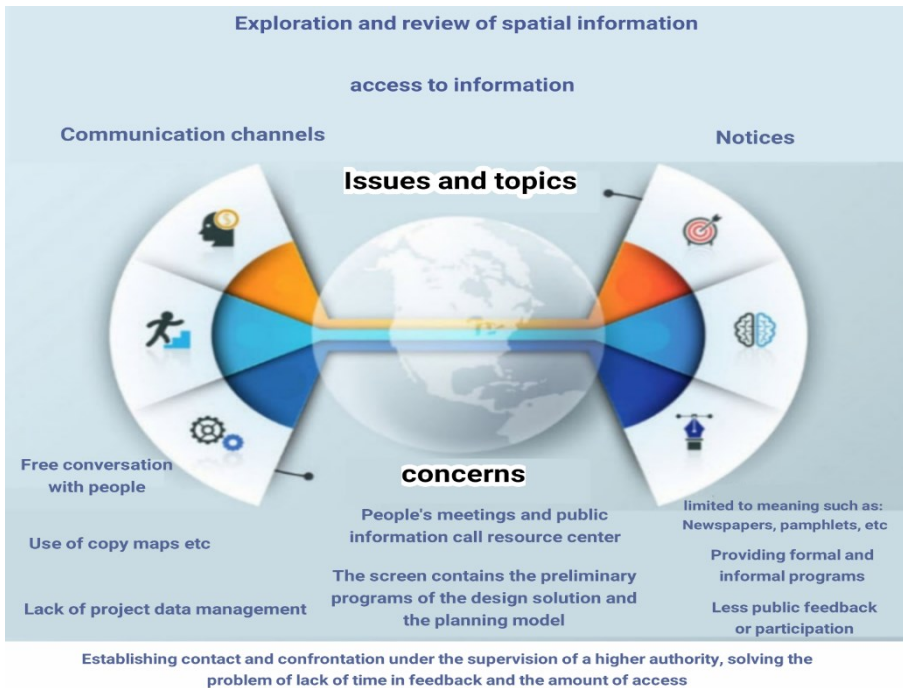 Exploration and review of spatial information
access to information
Communication channels
Notices
Issues and topics
concerns
Free conversation
with people
Use of copy maps etc
Lack of project data management
People's meetings and public
information call resource center
The screen contains the preliminary
programs of the design solution and
the planning model
limited to meaning such as:
Newspapers, pamphlets, etc
Providing formal and
informal programs
Less public feedback
or participation
Establishing contact and confrontation under the supervision of a higher authority, solving the
problem of lack of time in feedback and the amount of access